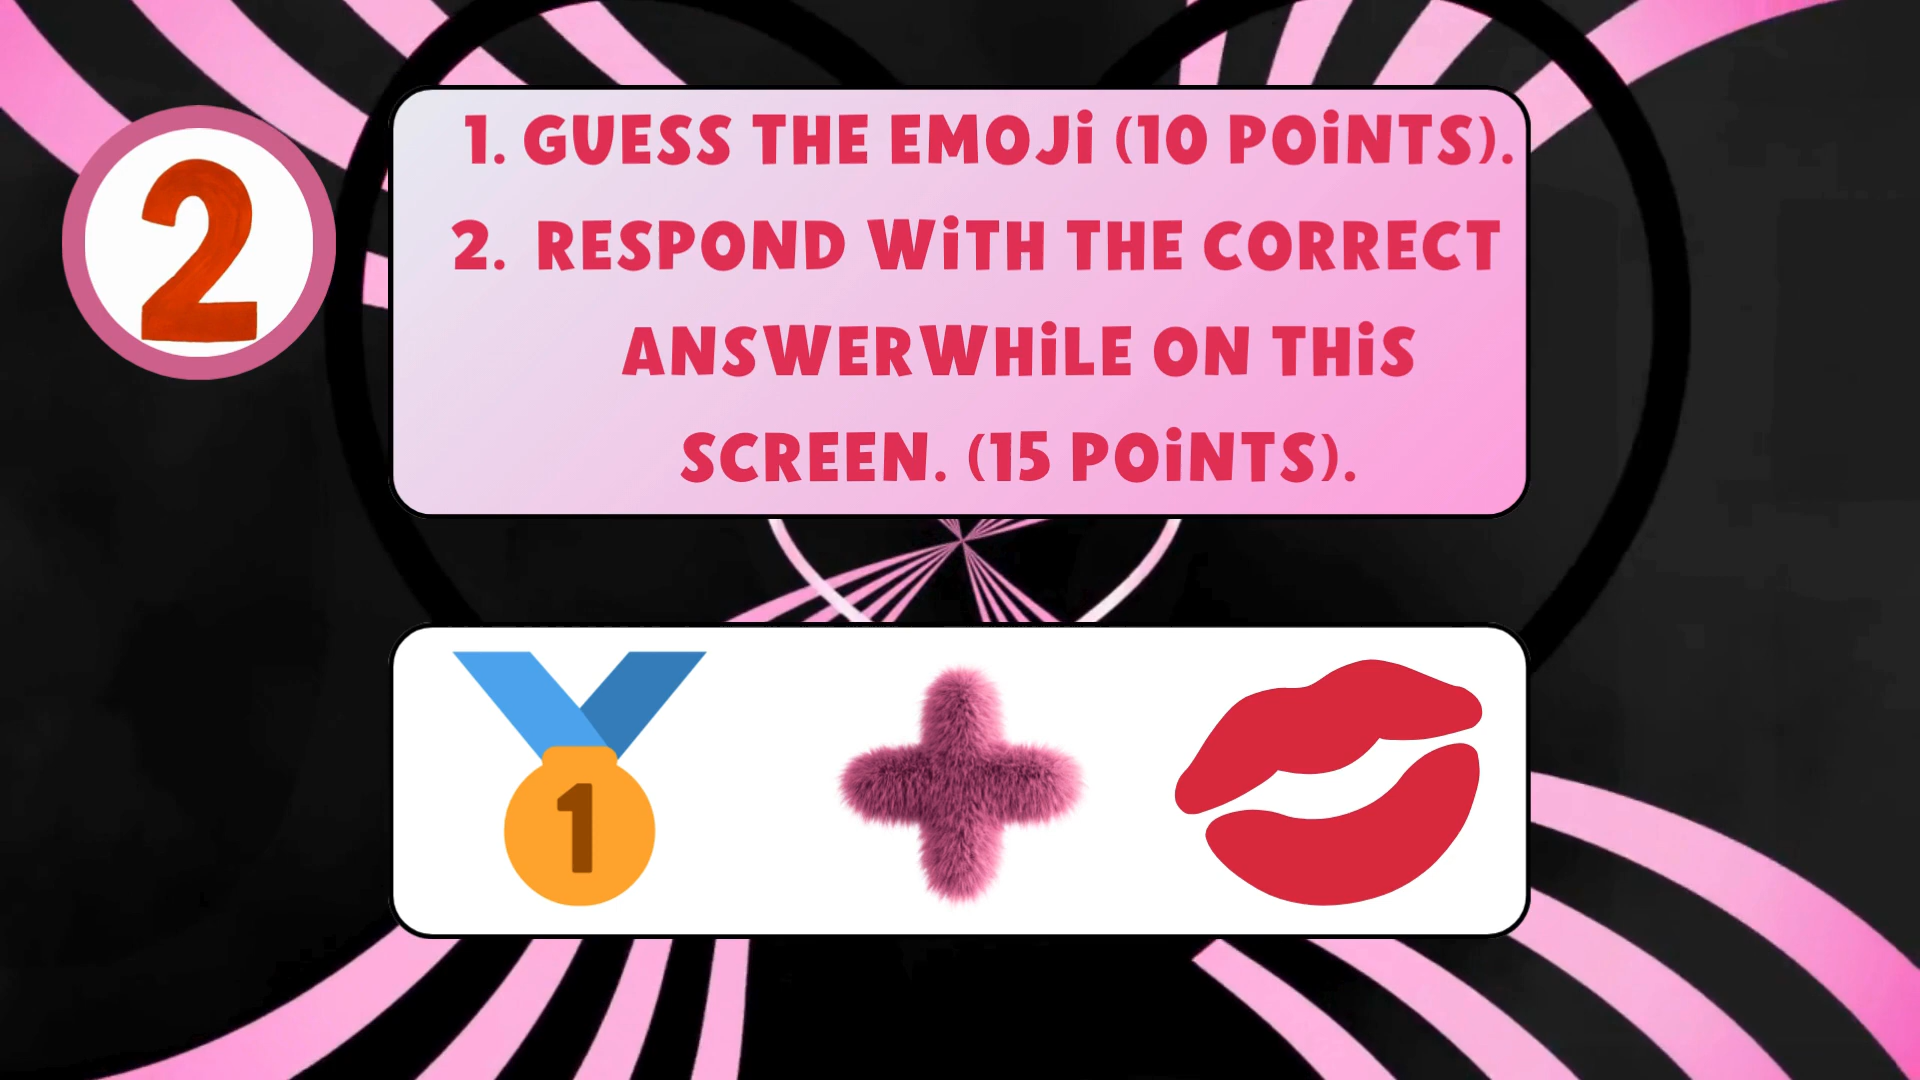 2
1. GUESS THE EMOJi (10 POiNTS).
2. RESPOND WiTH THE CORRECT
ANSWERWHiLE ON THiS
SCREEN. (15 POiNTS).
1